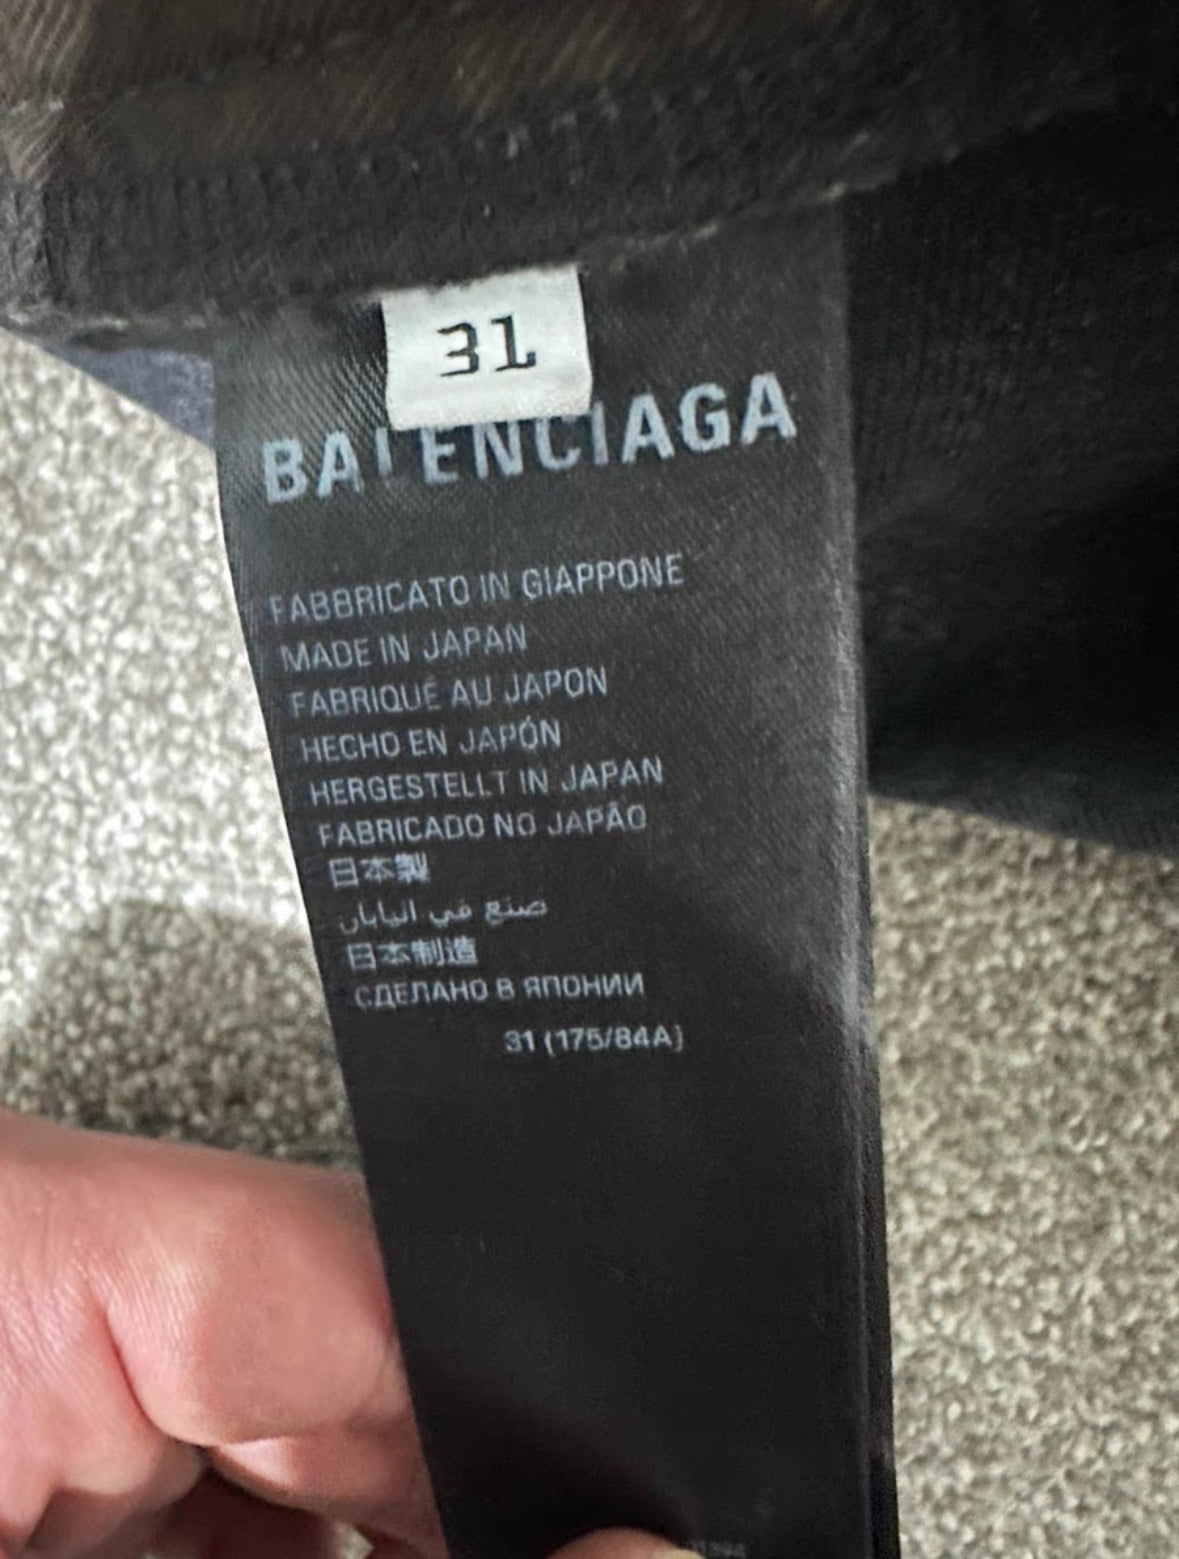 31
BALENCIAGA
FABBRICATO IN GIAPPONE
MADE IN JAPAN
FABRIQUÉ AU JAPON
HECHO EN JAPÓN
HERGESTELLT IN JAPAN
FABRICADO NO JAPÃO
日本製
صنع في اليابان
日本制造
СДЕЛАНО В ЯПОНИИ
31 (175/84A)